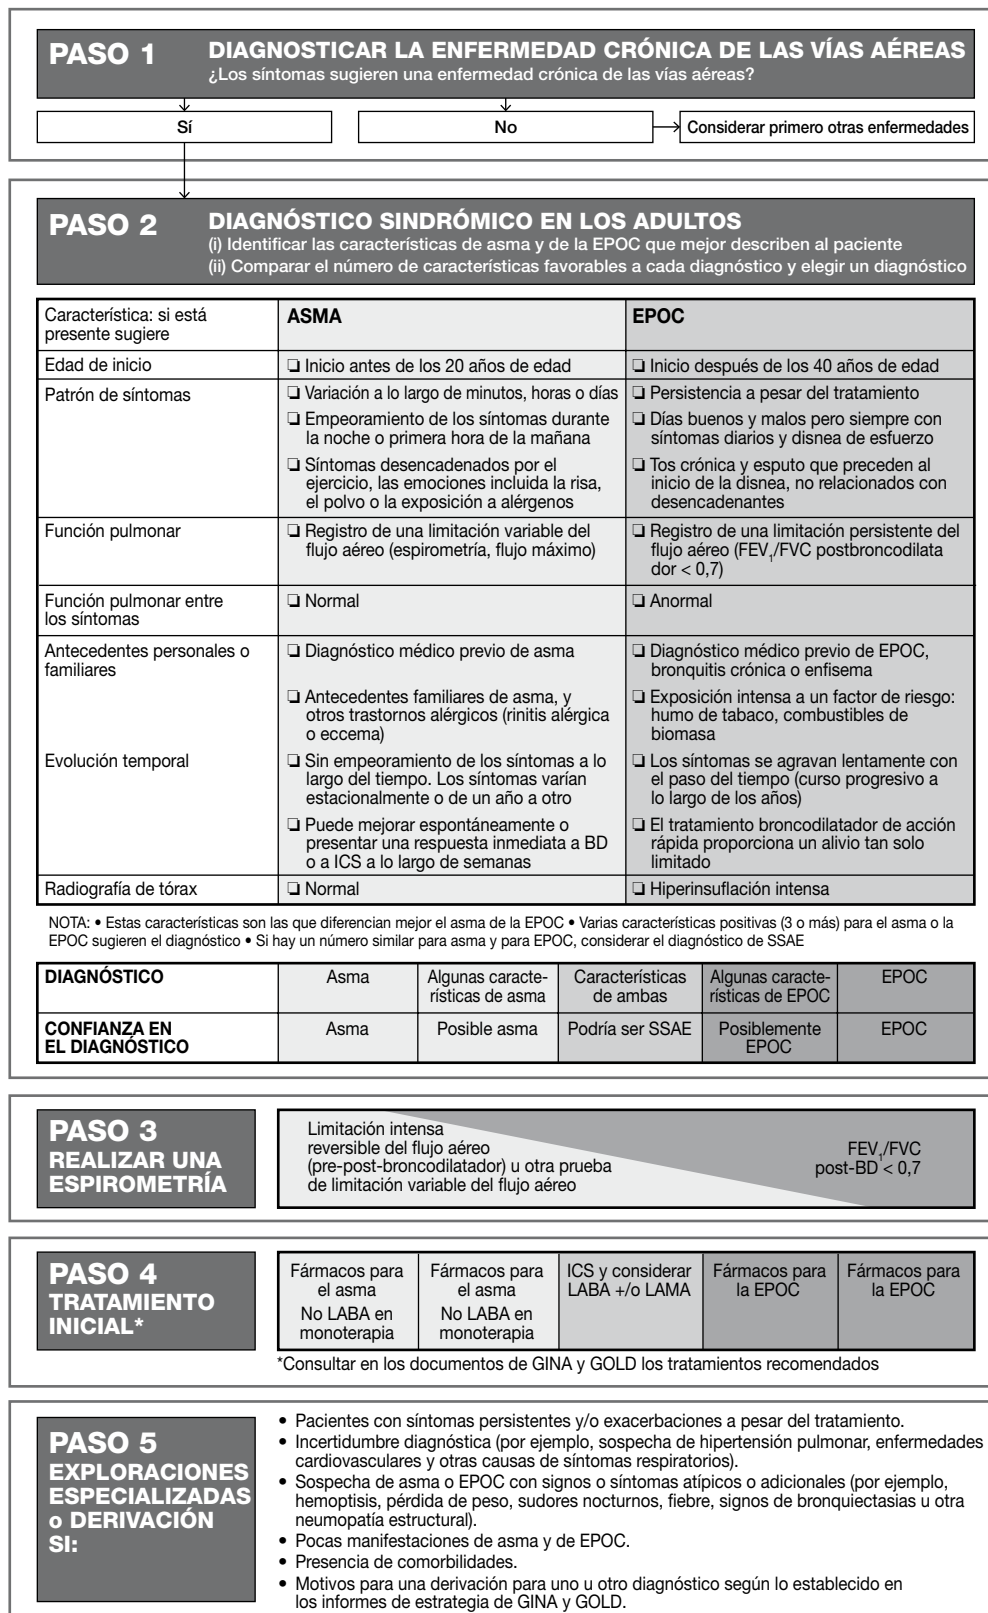 PASO 1
DIAGNOSTICAR LA ENFERMEDAD CRÓNICA DE LAS VÍAS AÉREAS
¿Los síntomas sugieren una enfermedad crónica de las vías aéreas?
Sí
No
Considerar primero otras enfermedades
PASO 2
DIAGNÓSTICO SINDRÓMICO EN LOS ADULTOS
(i) Identificar las características de asma y de la EPOC que mejor describen al paciente
(ii) Comparar el número de características favorables a cada diagnóstico y elegir un diagnóstico
Característica: si está
presente sugiere
ASMA
EPOC
Edad de inicio
❏ Inicio antes de los 20 años de edad
❏ Inicio después de los 40 años de edad
Patrón de síntomas
❏ Variación a lo largo de minutos, horas o días
❏ Empeoramiento de los síntomas durante
la noche o primera hora de la mañana
❏ Síntomas desencadenados por el
ejercicio, las emociones incluida la risa,
el polvo o la exposición a alérgenos
❏ Persistencia a pesar del tratamiento
❏ Días buenos y malos pero siempre con
síntomas diarios y disnea de esfuerzo
❏ Tos crónica y esputo que preceden al
inicio de la disnea, no relacionados con
desencadenantes
Función pulmonar
❏ Registro de una limitación variable del
flujo aéreo (espirometría, flujo máximo)
❏ Registro de una limitación persistente del
flujo aéreo (FEV1/FVC postbroncodilata
dor < 0,7)
Función pulmonar entre
los síntomas
❏ Normal
❏ Anormal
Antecedentes personales o
familiares
❏ Diagnóstico médico previo de asma
❏ Antecedentes familiares de asma, y
otros trastornos alérgicos (rinitis alérgica
o eccema)
❏ Diagnóstico médico previo de EPOC,
bronquitis crónica o enfisema
❏ Exposición intensa a un factor de riesgo:
humo de tabaco, combustibles de
biomasa
Evolución temporal
❏ Sin empeoramiento de los síntomas a lo
largo del tiempo. Los síntomas varían
estacionalmente o de un año a otro
❏ Puede mejorar espontáneamente o
presentar una respuesta inmediata a BD
o a ICS a lo largo de semanas
❏ Los síntomas se agravan lentamente con
el paso del tiempo (curso progresivo a
lo largo de los años)
❏ El tratamiento broncodilatador de acción
rápida proporciona un alivio tan solo
limitado
Radiografía de tórax
❏ Normal
❏ Hiperinsuflación intensa
NOTA: • Estas características son las que diferencian mejor el asma de la EPOC • Varias características positivas (3 o más) para el asma o la
EPOC sugieren el diagnóstico • Si hay un número similar para asma y para EPOC, considerar el diagnóstico de SSAE
DIAGNÓSTICO
Asma
Algunas caracte-
rísticas de asma
Características
de ambas
Algunas caracte-
rísticas de EPOC
EPOC
CONFIANZA EN
EL DIAGNÓSTICO
Asma
Posible asma
Podría ser SSAE
Posiblemente
EPOC
EPOC
PASO 3
REALIZAR UNA
ESPIROMETRÍA
Limitación intensa
reversible del flujo aéreo
(pre-post-broncodilatador) u otra prueba
de limitación variable del flujo aéreo
FEV1/FVC
post-BD < 0,7
PASO 4
TRATAMIENTO
INICIAL*
Fármacos para
el asma
No LABA en
monoterapia
Fármacos para
el asma
No LABA en
monoterapia
ICS y considerar
LABA +/o LAMA
Fármacos para
la EPOC
Fármacos para
la EPOC
*Consultar en los documentos de GINA y GOLD los tratamientos recomendados
PASO 5
EXPLORACIONES
ESPECIALIZADAS
o DERIVACIÓN
SI:
• Pacientes con síntomas persistentes y/o exacerbaciones a pesar del tratamiento.
• Incertidumbre diagnóstica (por ejemplo, sospecha de hipertensión pulmonar, enfermedades
cardiovasculares y otras causas de síntomas respiratorios).
• Sospecha de asma o EPOC con signos o síntomas atípicos o adicionales (por ejemplo,
hemoptisis, pérdida de peso, sudores nocturnos, fiebre, signos de bronquiectasias u otra
neumopatía estructural).
• Pocas manifestaciones de asma y de EPOC.
• Presencia de comorbilidades.
• Motivos para una derivación para uno u otro diagnóstico según lo establecido en
los informes de estrategia de GINA y GOLD.